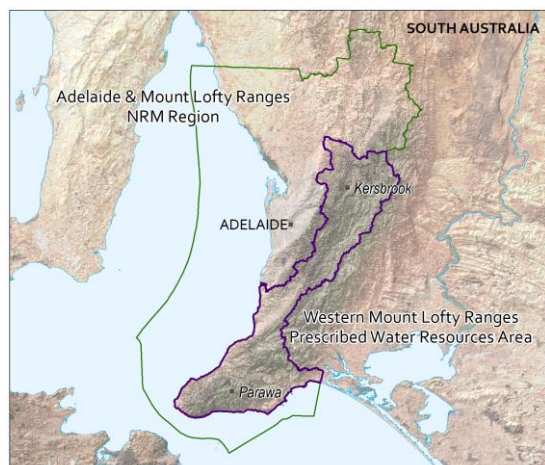 SOUTH AUSTRALIA
Adelaide & Mount Lofty Ranges
NRM Region
Kersbrook
ADELAIDE
Western Mount Lofty Ranges
Prescribed Water Resources Area
Parawa